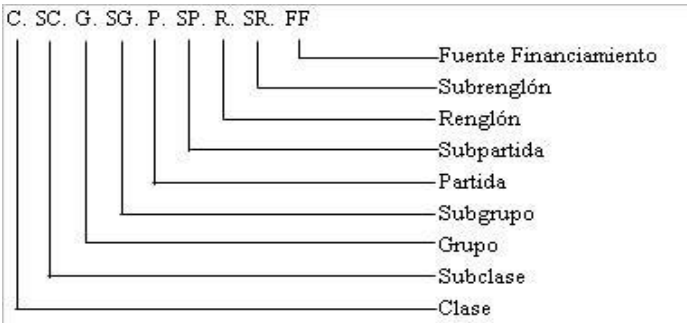 C. SC. G. SG. P. SP. R. SR. FF
Fuente Financiamiento
Subrenglón
Renglón
Subpartida
Partida
Subgrupo
Grupo
Subclase
Clase